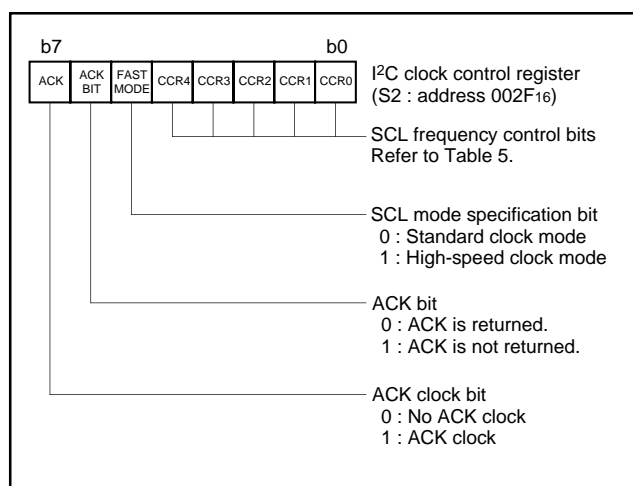 b7 b0
ACK ACK BIT FAST MODE CCR4 CCR3 CCR2 CCR1 CCR0
I²C clock control register
(S2 : address 002F₁₆)
SCL frequency control bits
Refer to Table 5.
SCL mode specification bit
0 : Standard clock mode
1 : High-speed clock mode
ACK bit
0 : ACK is returned.
1 : ACK is not returned.
ACK clock bit
0 : No ACK clock
1 : ACK clock